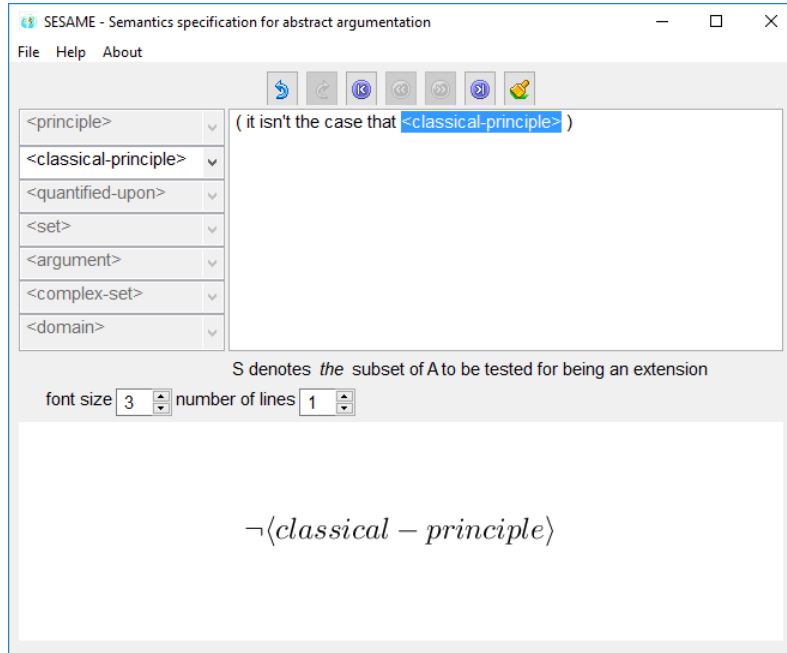 SESAME - Semantics specification for abstract argumentation
File Help About
<principle>
( it isn't the case that <classical-principle> )
<classical-principle>
<quantified-upon>
<set>
<argument>
<complex-set>
<domain>
S denotes the subset of A to be tested for being an extension
font size 3 number of lines 1
¬⟨classical − principle⟩